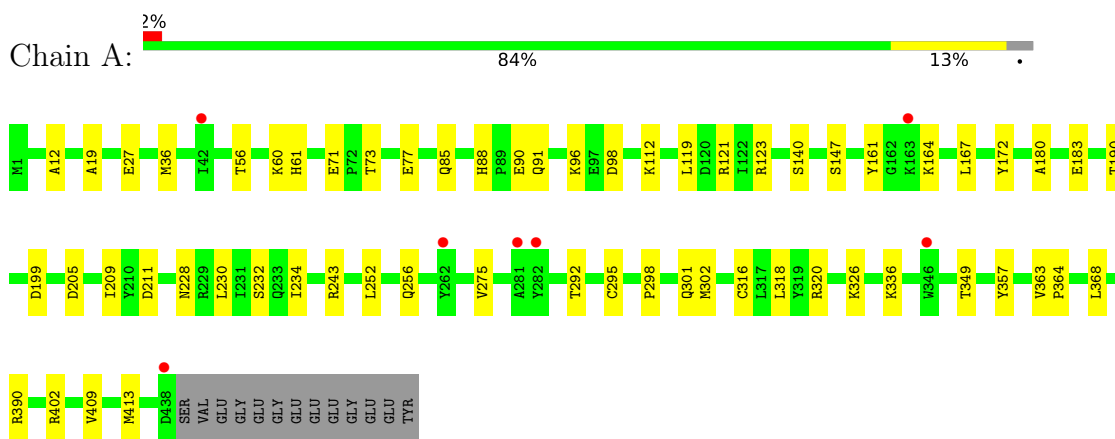 2%
Chain A:
84% 13% •
M1 A12 A19 E27 M36 I42 T56 K60 H61 E71 P72 T73 E77 Q85 H88 P89 E90 Q91 K96 E97 D98 K112 L119 D120 R121 I122 R123 S140 S147 Y161 G162 K163 K164 L167 Y172 A180 E183 T190
D199 D205 I209 Y210 D211 N228 R229 L230 I231 S232 Q233 I234 R243 L252 Q256 Y262 V275 A281 Y282 T292 C295 P298 Q301 M302 C316 L317 L318 Y319 R320 K326 K336 W346 T349 Y357 V363 P364 L368
R390 R402 V409 M413 D438 SER VAL GLU GLY GLU GLY GLU GLU GLU GLY GLU GLU TYR